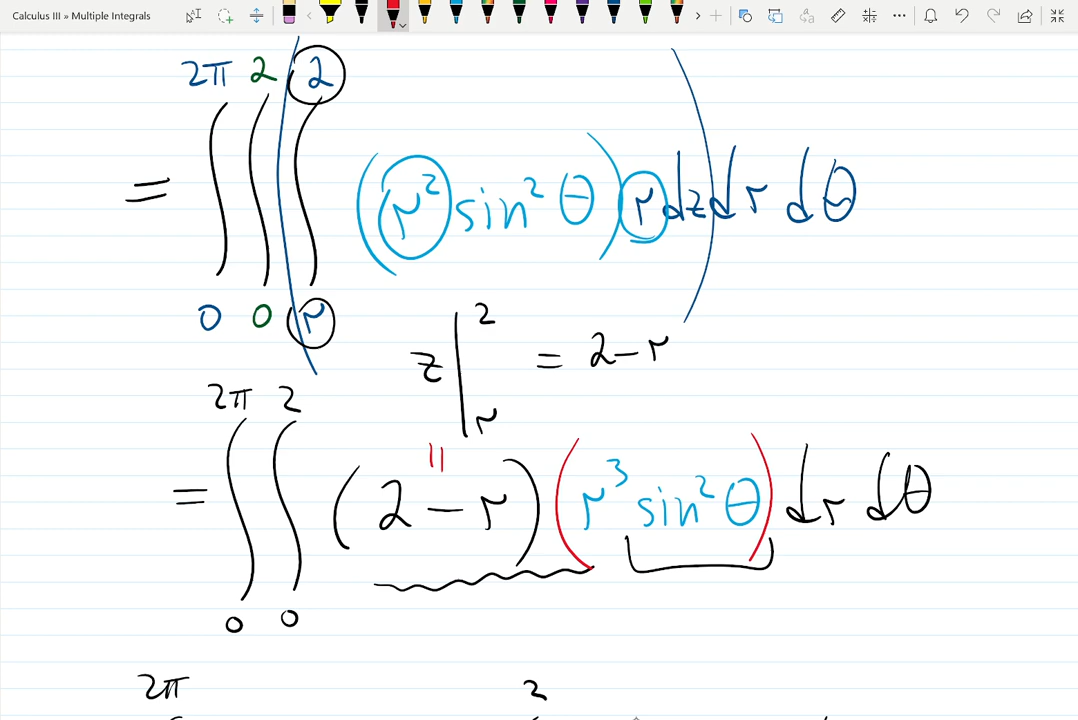 Calculus III » Multiple Integrals
= ∫₀^{2π} ∫₀^{2} ∫_{r}^{2} (r² sin² θ) r dz dr dθ
z |_{r}^{2} = 2 - r
= ∫₀^{2π} ∫₀^{2} (2 - r) (r³ sin² θ) dr dθ
2π 2